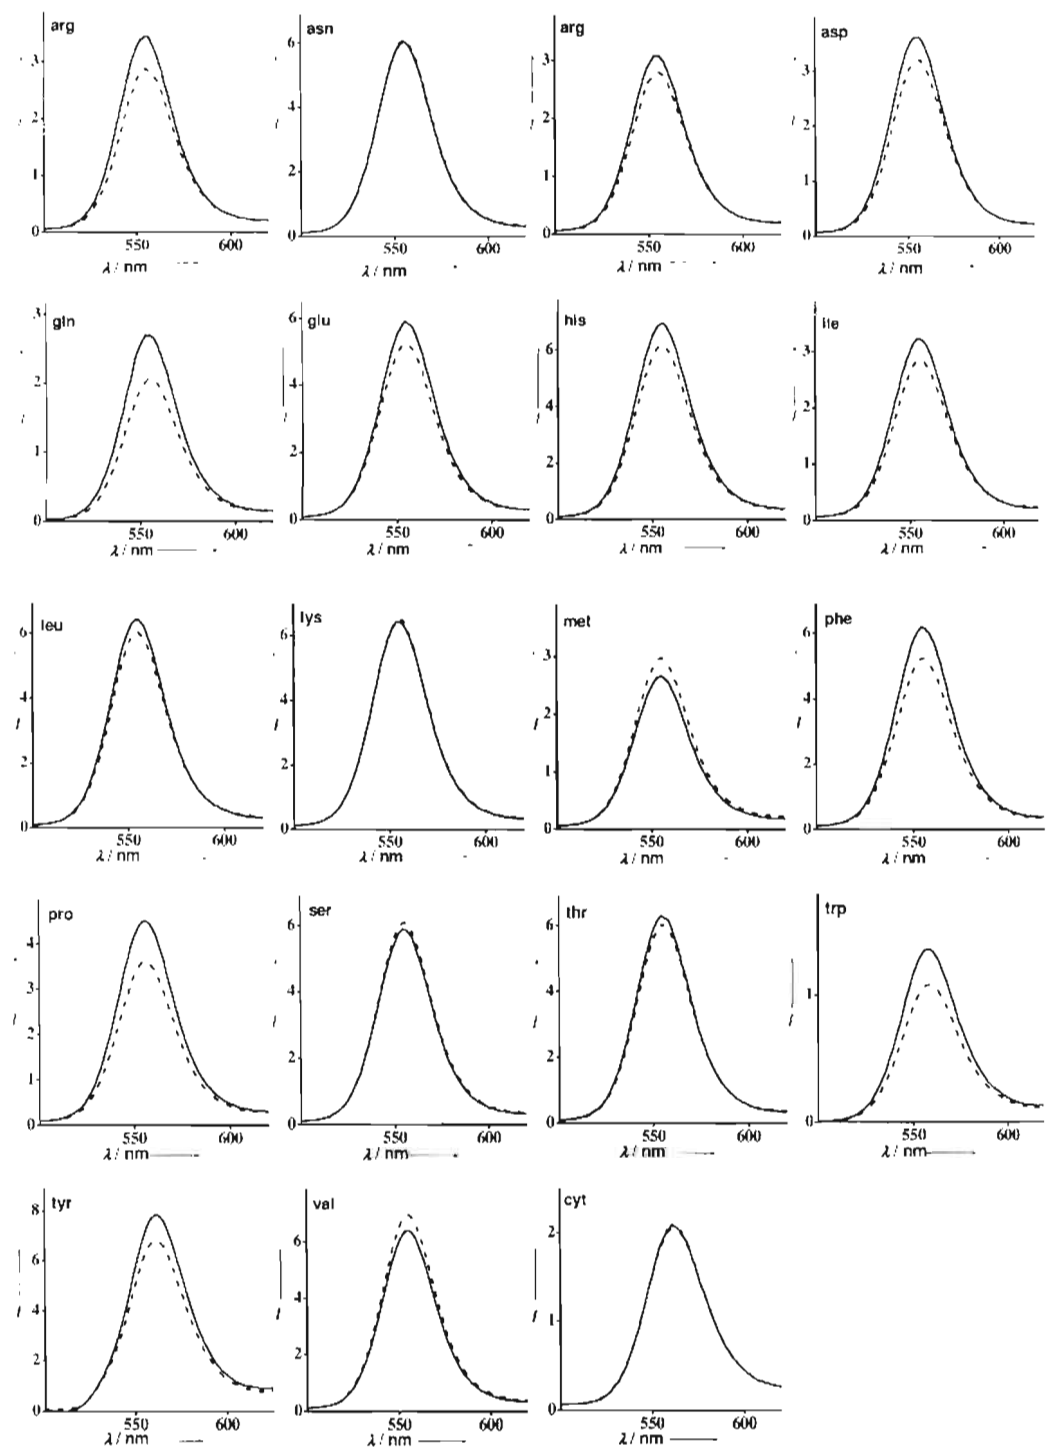 arg asn arg asp
3 6 3 3
2 4 2 2
1 2 1 1
0 0 0 0
550 600 550 600 550 600 550 600
λ / nm λ / nm λ / nm λ / nm
gln glu his ile
3 6 6 3
2 4 4 2
1 2 2 1
0 0 0 0
550 600 550 600 550 600 550 600
λ / nm λ / nm λ / nm λ / nm
leu lys met phe
6 6 3 6
4 4 2 4
2 2 1 2
0 0 0 0
550 600 550 600 550 600 550 600
λ / nm λ / nm λ / nm λ / nm
pro ser thr trp
4 6 6 1
3 4 4
2 2 2
1
0 0 0 0
550 600 550 600 550 600 550 600
λ / nm λ / nm λ / nm λ / nm
tyr val cyt
8 6 2
6 4 1
4 2
2
0 0 0
550 600 550 600 550 600
λ / nm λ / nm λ / nm